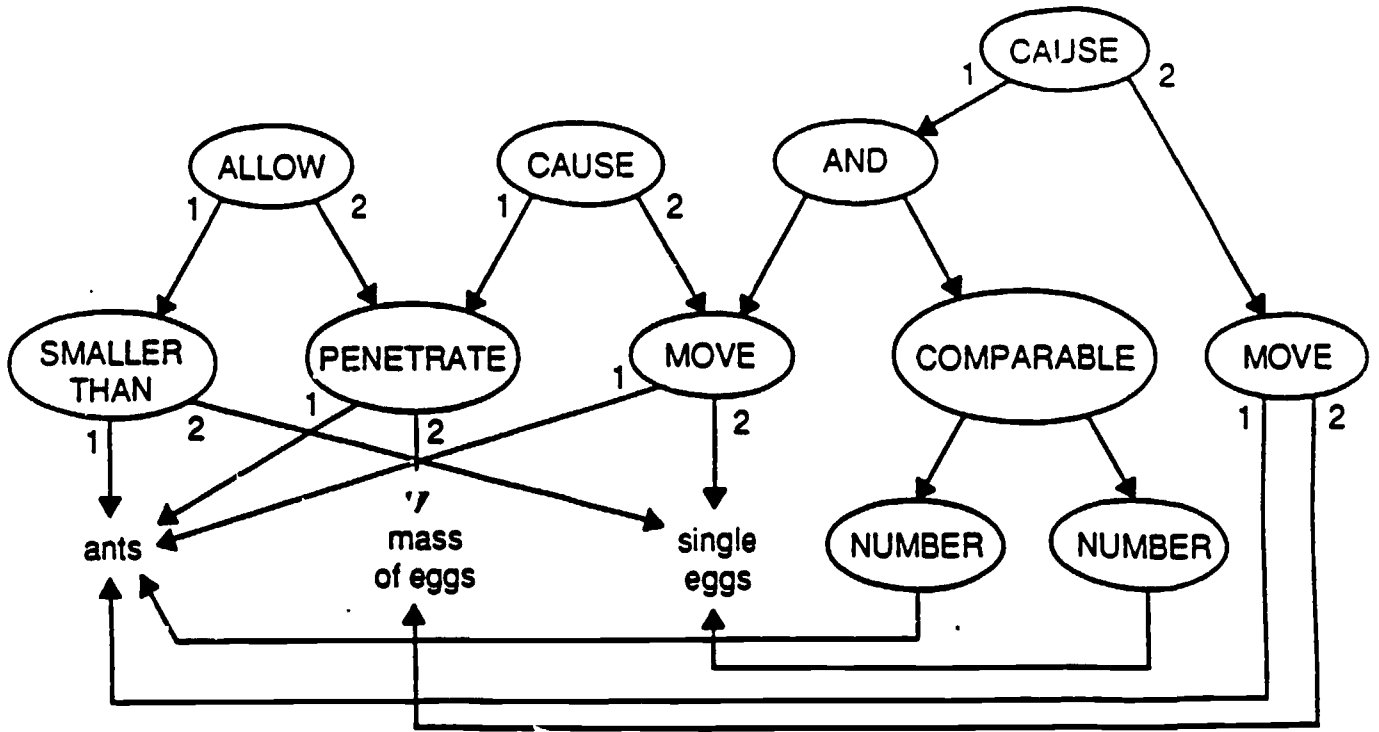 CAUSE
1 2
ALLOW CAUSE AND
1 2 1 2
SMALLER
THAN
PENETRATE MOVE COMPARABLE MOVE
1 2 1 2 1 2 1 2
ants
mass
of eggs
single
eggs
NUMBER NUMBER